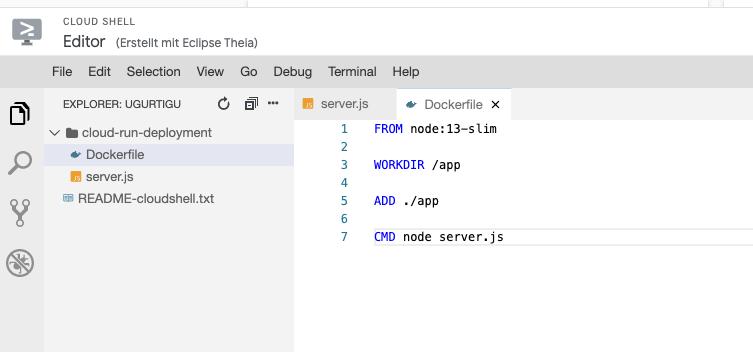 CLOUD SHELL
Editor (Erstellt mit Eclipse Theia)
File Edit Selection View Go Debug Terminal Help
EXPLORER: UGURTIGU
cloud-run-deployment
Dockerfile
JS server.js
README-cloudshell.txt
JS server.js Dockerfile
1 FROM node:13-slim
2
3 WORKDIR /app
4
5 ADD ./app
6
7 CMD node server.js